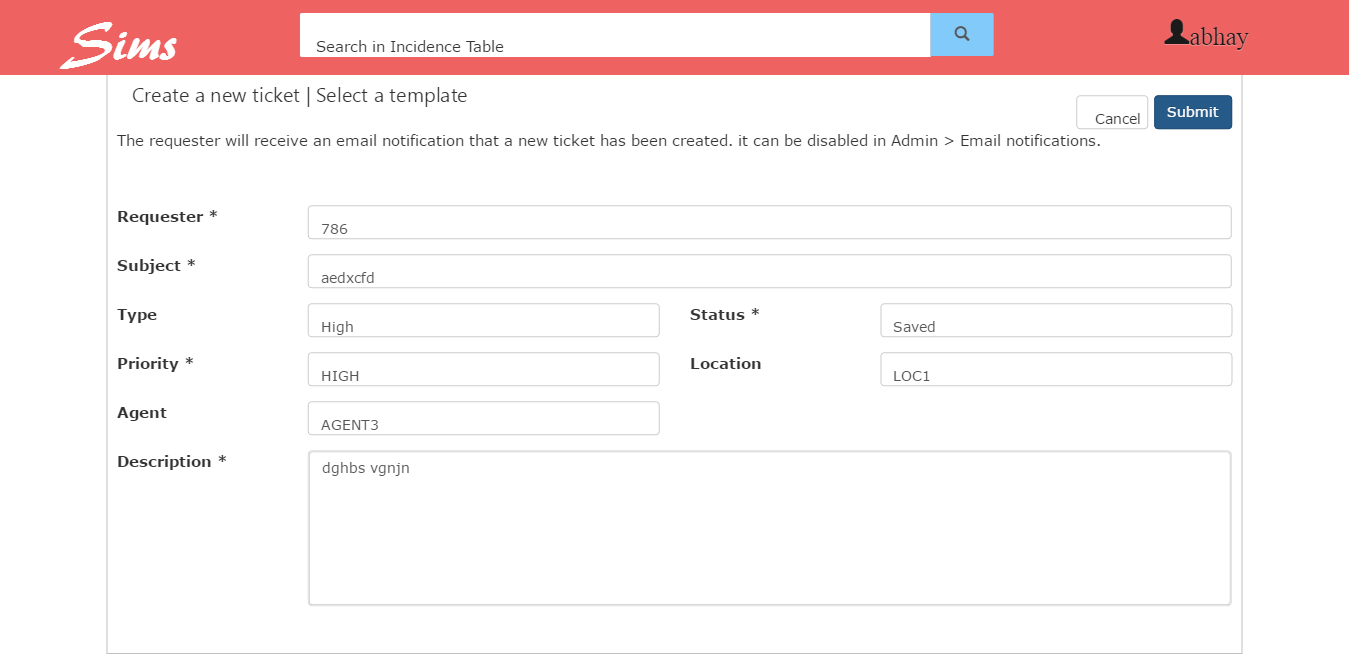 Sims
Search in Incidence Table
abhay
Create a new ticket | Select a template
Cancel
Submit
The requester will receive an email notification that a new ticket has been created. it can be disabled in Admin > Email notifications.
Requester *
786
Subject *
aedxcfd
Type
High
Status *
Saved
Priority *
HIGH
Location
LOC1
Agent
AGENT3
Description *
dghbs vgnjn